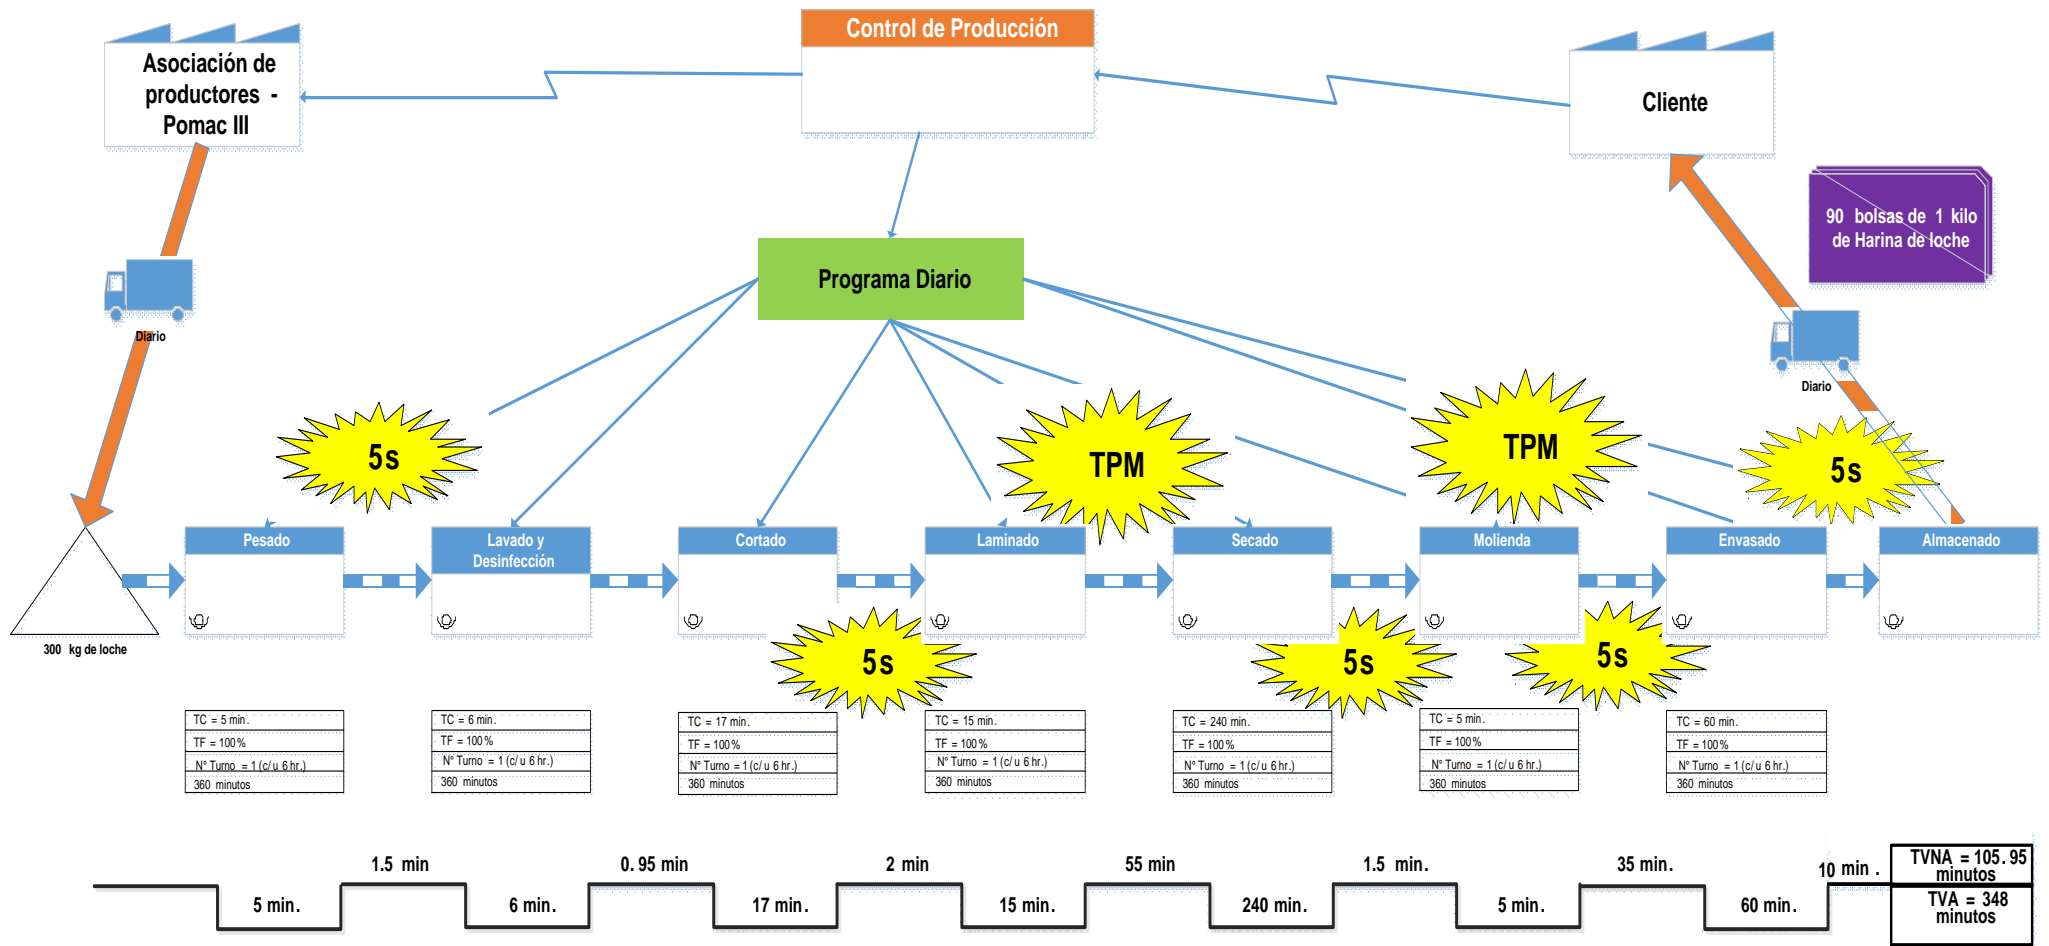 Control de Producción
Asociación de
productores -
Pomac III
Cliente
90 bolsas de 1 kilo
de Harina de loche
Programa Diario
Diario
Diario
5s
TPM
TPM
5s
Pesado
Lavado y
Desinfección
Cortado
Laminado
Secado
Molienda
Envasado
Almacenado
300 kg de loche
5s
5s
5s
TC = 5 min.
TF = 100%
N° Turno = 1 (c/u 6 hr.)
360 minutos
TC = 6 min.
TF = 100%
N° Turno = 1 (c/u 6 hr.)
360 minutos
TC = 17 min.
TF = 100%
N° Turno = 1 (c/u 6 hr.)
360 minutos
TC = 15 min.
TF = 100%
N° Turno = 1 (c/u 6 hr.)
360 minutos
TC = 240 min.
TF = 100%
N° Turno = 1 (c/u 6 hr.)
360 minutos
TC = 5 min.
TF = 100%
N° Turno = 1 (c/u 6 hr.)
360 minutos
TC = 60 min.
TF = 100%
N° Turno = 1 (c/u 6 hr.)
360 minutos
1.5 min
0.95 min
2 min
55 min
1.5 min.
35 min.
10 min.
5 min.
6 min.
17 min.
15 min.
240 min.
5 min.
60 min.
TVNA = 105.95
minutos
TVA = 348
minutos